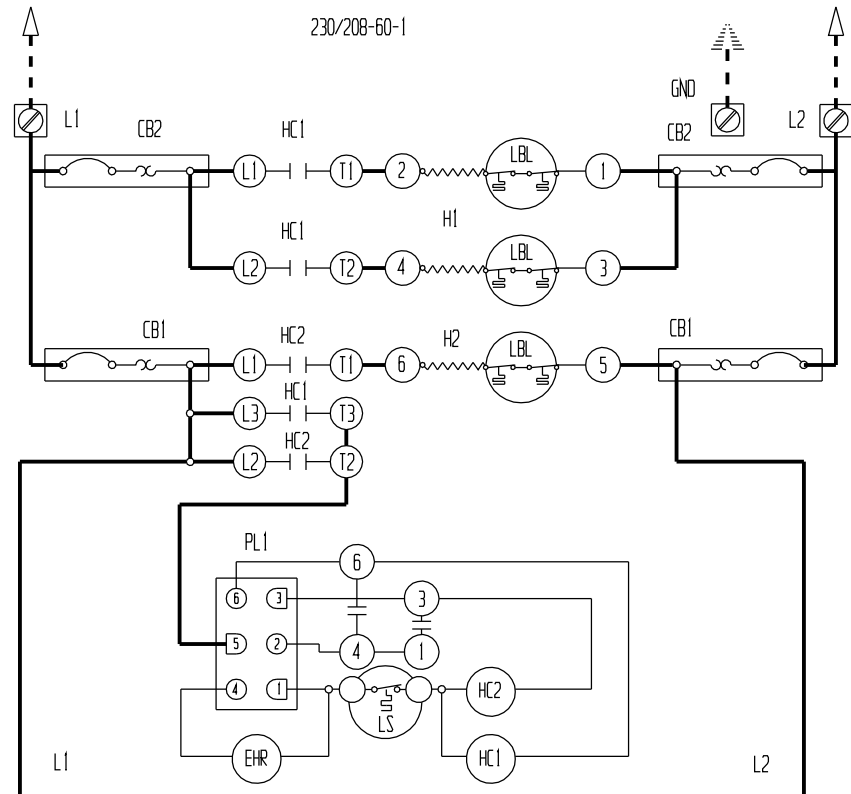 230/208-60-1
L1 GND L2
CB2 HC1 LBL CB2
L1 T1 2 1
HC1 H1 LBL
L2 T2 4 3
CB1 HC2 H2 LBL CB1
L1 T1 6 5
HC1
L3 T3
HC2
L2 T2
PL1 6
6 3 3
5 2 4 1
4 1 HC2
LS
EHR HC1
L1 L2